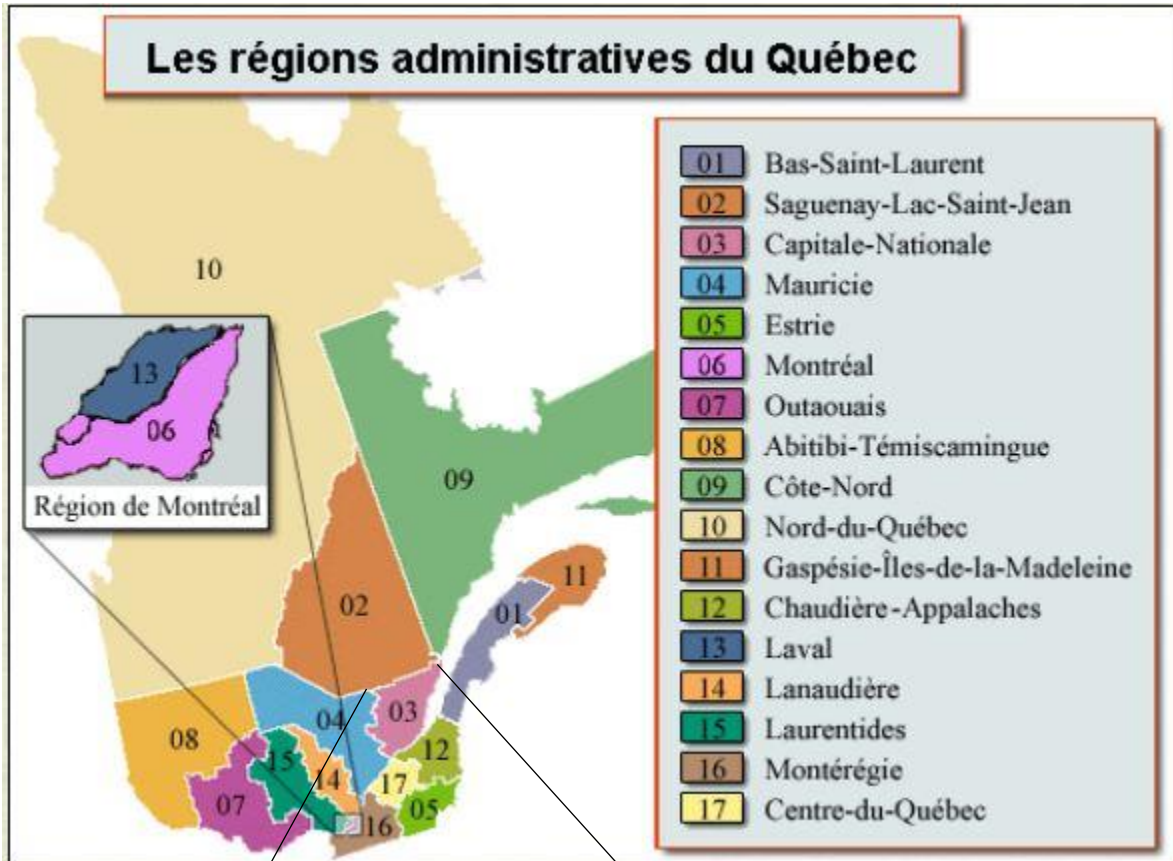 Les régions administratives du Québec
01 Bas-Saint-Laurent
02 Saguenay-Lac-Saint-Jean
03 Capitale-Nationale
04 Mauricie
05 Estrie
06 Montréal
07 Outaouais
08 Abitibi-Témiscamingue
09 Côte-Nord
10 Nord-du-Québec
11 Gaspésie-Îles-de-la-Madeleine
12 Chaudière-Appalaches
13 Laval
14 Lanaudière
15 Laurentides
16 Montérégie
17 Centre-du-Québec
10
13
06
Région de Montréal
09
11
02
01
04
03
08
12
15
14
17
07
16
05